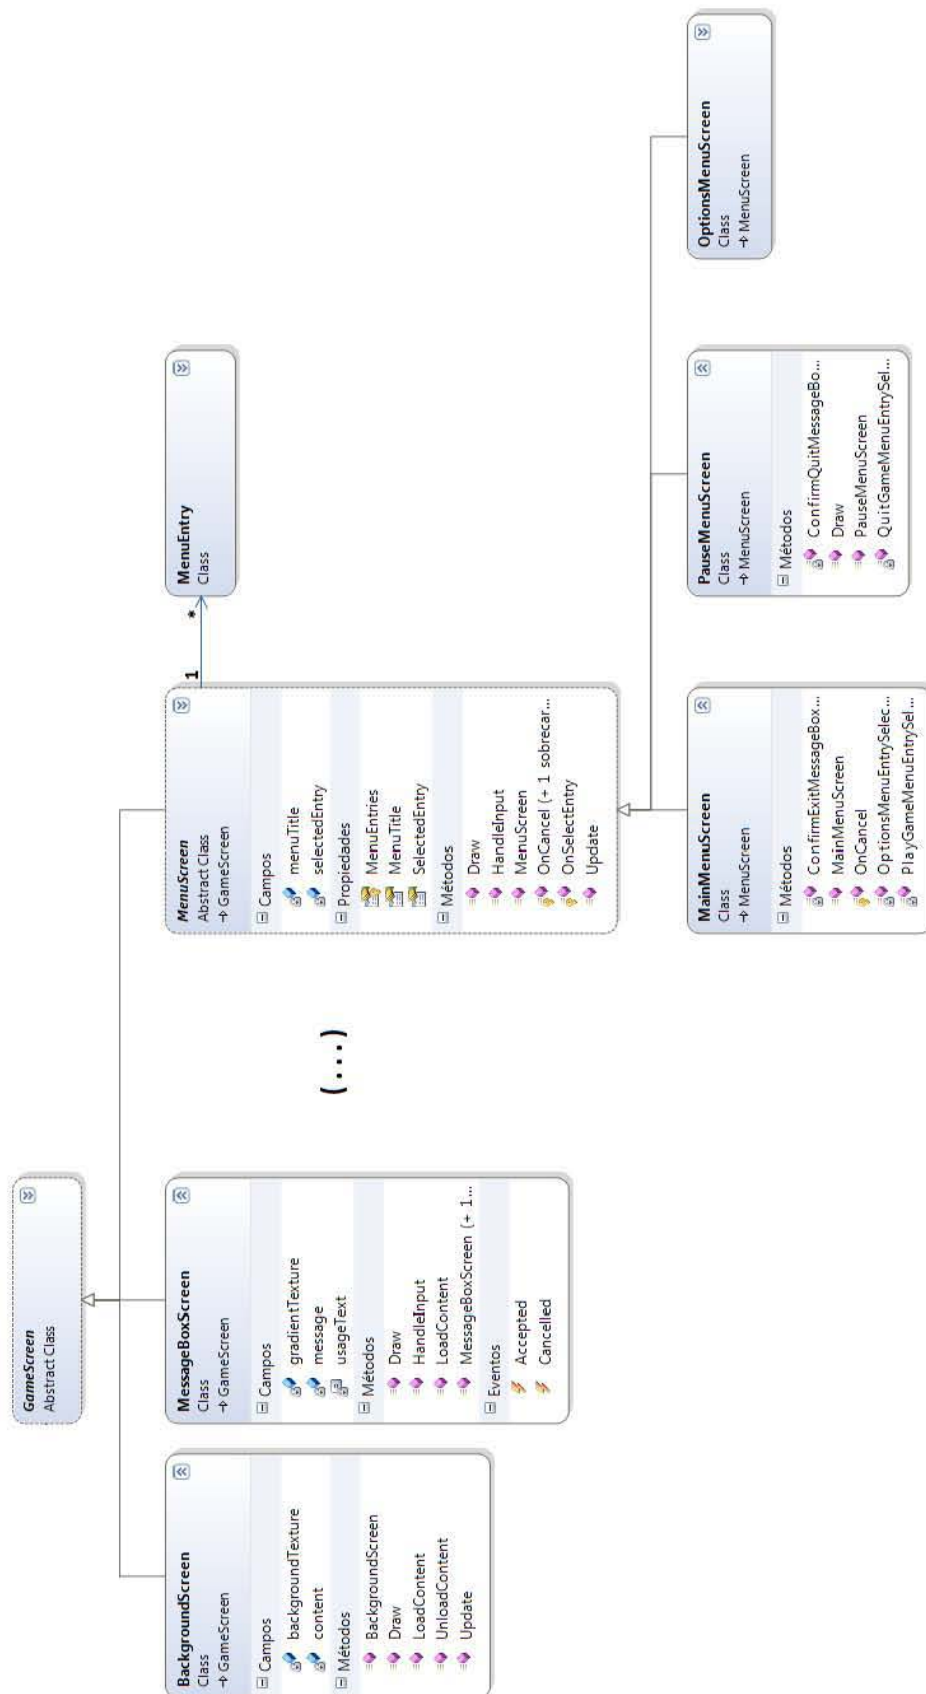 GameScreen
Abstract Class
BackgroundScreen
Class
GameScreen
Campos
backgroundTexture
content
Métodos
BackgroundScreen
Draw
LoadContent
UnloadContent
Update
MessageBoxScreen
Class
GameScreen
Campos
gradientTexture
message
usageText
Métodos
Draw
HandleInput
LoadContent
MessageBoxScreen (+ 1...
Eventos
Accepted
Cancelled
(...)
MenuScreen
Abstract Class
GameScreen
Campos
menuTitle
selectedEntry
Propiedades
MenuEntries
MenuTitle
SelectedEntry
Métodos
Draw
HandleInput
MenuScreen
OnCancel (+ 1 sobrecar...
OnSelectEntry
Update
1
*
MenuEntry
Class
MainMenuScreen
Class
MenuScreen
Métodos
ConfirmExitMessageBox...
MainMenuScreen
OnCancel
OptionsMenuEntrySelec...
PlayGameMenuEntrySel...
PauseMenuScreen
Class
MenuScreen
Métodos
ConfirmQuitMessageBo...
Draw
PauseMenuScreen
QuitGameMenuEntrySel...
OptionsMenuScreen
Class
MenuScreen